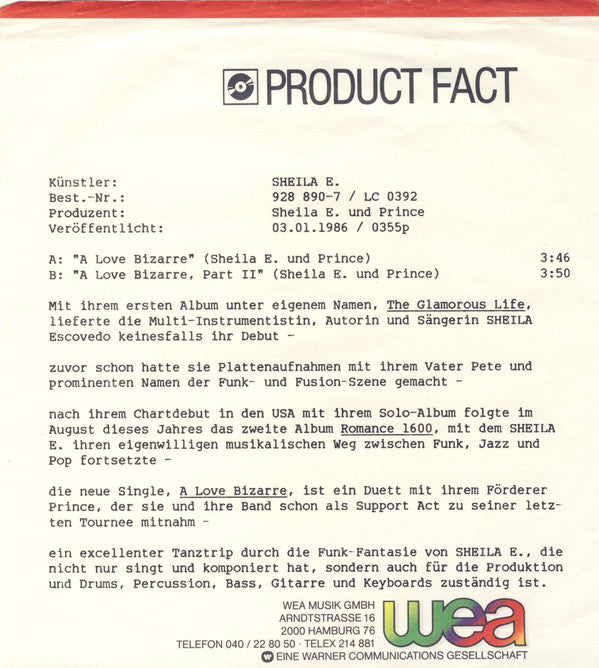 PRODUCT FACT
Künstler: SHEILA E.
Best.-Nr.: 928 890-7 / LC 0392
Produzent: Sheila E. und Prince
Veröffentlicht: 03.01.1986 / 0355p
A: "A Love Bizarre" (Sheila E. und Prince) 3:46
B: "A Love Bizarre, Part II" (Sheila E. und Prince) 3:50
Mit ihrem ersten Album unter eigenem Namen, The Glamorous Life,
lieferte die Multi-Instrumentistin, Autorin und Sängerin SHEILA
Escovedo keinesfalls ihr Debut -
zuvor schon hatte sie Plattenaufnahmen mit ihrem Vater Pete und
prominenten Namen der Funk- und Fusion-Szene gemacht -
nach ihrem Chartdebut in den USA mit ihrem Solo-Album folgte im
August dieses Jahres das zweite Album Romance 1600, mit dem SHEILA
E. ihren eigenwilligen musikalischen Weg zwischen Funk, Jazz und
Pop fortsetzte -
die neue Single, A Love Bizarre, ist ein Duett mit ihrem Förderer
Prince, der sie und ihre Band schon als Support Act zu seiner letz-
ten Tournee mitnahm -
ein excellenter Tanztrip durch die Funk-Fantasie von SHEILA E., die
nicht nur singt und komponiert hat, sondern auch für die Produktion
und Drums, Percussion, Bass, Gitarre und Keyboards zuständig ist.
WEA MUSIK GMBH
ARNDTSTRASSE 16
2000 HAMBURG 76
TELEFON 040 / 22 80 50 · TELEX 214 881
EINE WARNER COMMUNICATIONS GESELLSCHAFT
wea